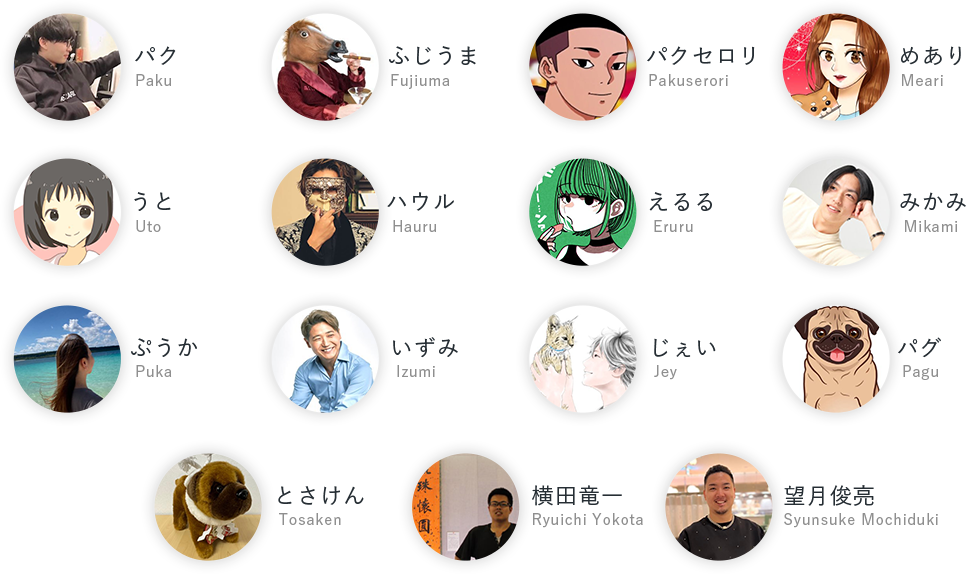 パク
Paku
ふじうま
Fujiuma
パクセロリ
Pakuserori
めあり
Meari
うと
Uto
ハウル
Hauru
えるる
Eruru
みかみ
Mikami
ぷうか
Puka
いずみ
Izumi
じぇい
Jey
パグ
Pagu
とさけん
Tosaken
横田竜一
Ryuichi Yokota
望月俊亮
Syunsuke Mochiduki
珠懐圓